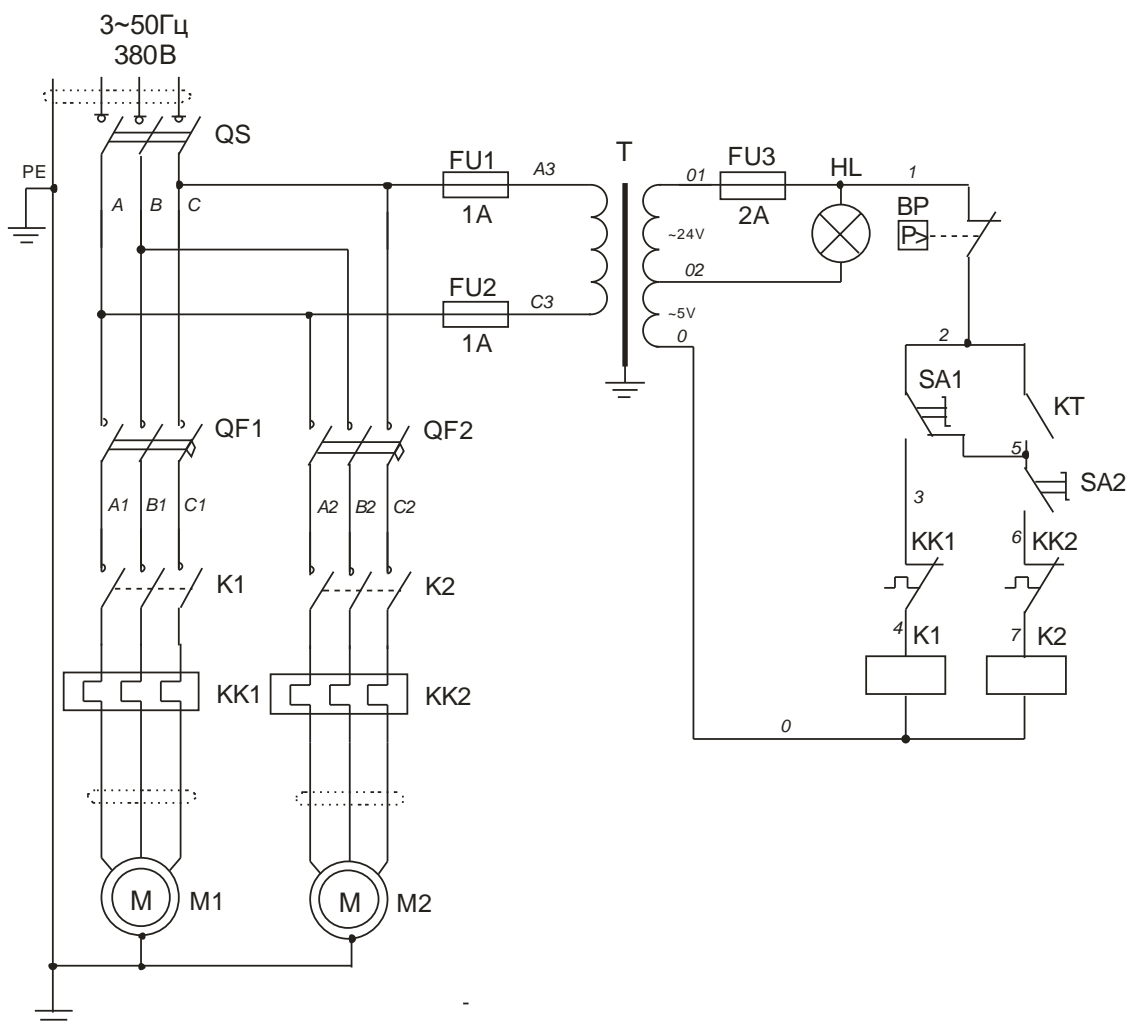 3~50Гц
380В
QS
PE
A
B
C
FU1
1A
A3
T
01
FU3
2A
HL
1
BP
P>
~24V
02
FU2
1A
C3
~5V
0
2
SA1
KT
QF1
QF2
5
SA2
A1
B1
C1
A2
B2
C2
3
6
KK1
KK2
K1
K2
4
K1
7
K2
KK1
KK2
0
M
M1
M
M2
-